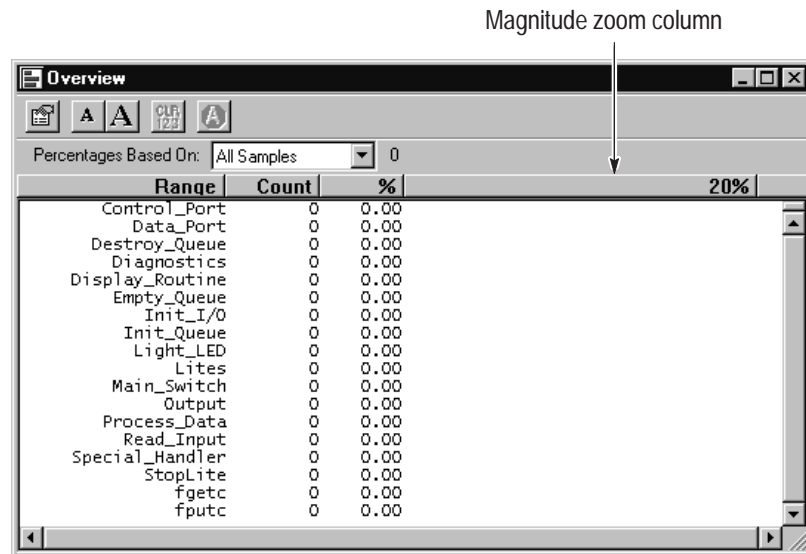 Magnitude zoom column
Overview
A A CLR 123 A
Percentages Based On: All Samples 0
Range Count % 20%
Control_Port 0 0.00
Data_Port 0 0.00
Destroy_Queue 0 0.00
Diagnostics 0 0.00
Display_Routine 0 0.00
Empty_Queue 0 0.00
Init_I/O 0 0.00
Init_Queue 0 0.00
Light_LED 0 0.00
Lites 0 0.00
Main_Switch 0 0.00
Output 0 0.00
Process_Data 0 0.00
Read_Input 0 0.00
Special_Handler 0 0.00
StopLite 0 0.00
fgetc 0 0.00
fputc 0 0.00